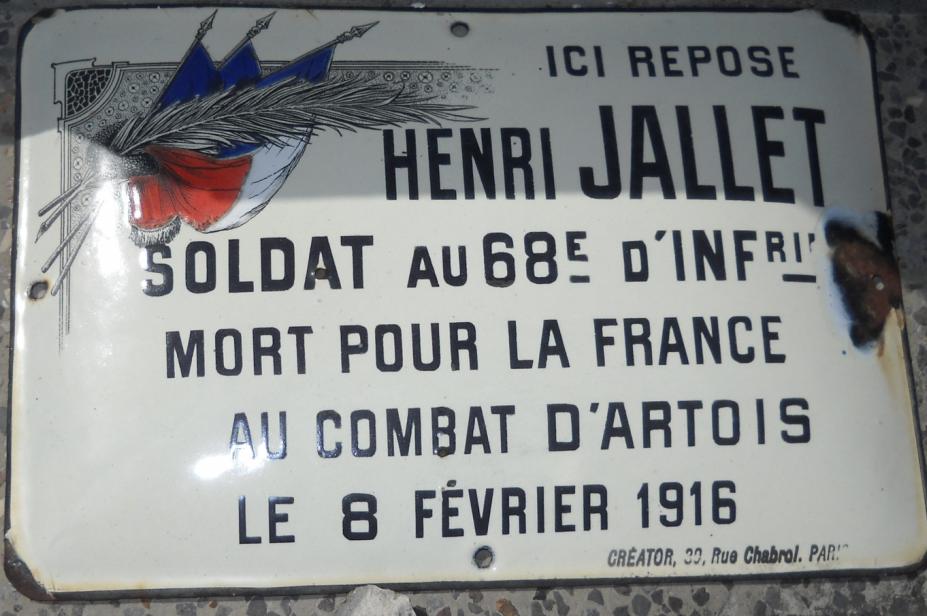 ICI REPOSE
HENRI JALLET
SOLDAT AU 68E D'INFRIE
MORT POUR LA FRANCE
AU COMBAT D'ARTOIS
LE 8 FÉVRIER 1916
CRÉATOR, 39, Rue Chabrol. PARIS